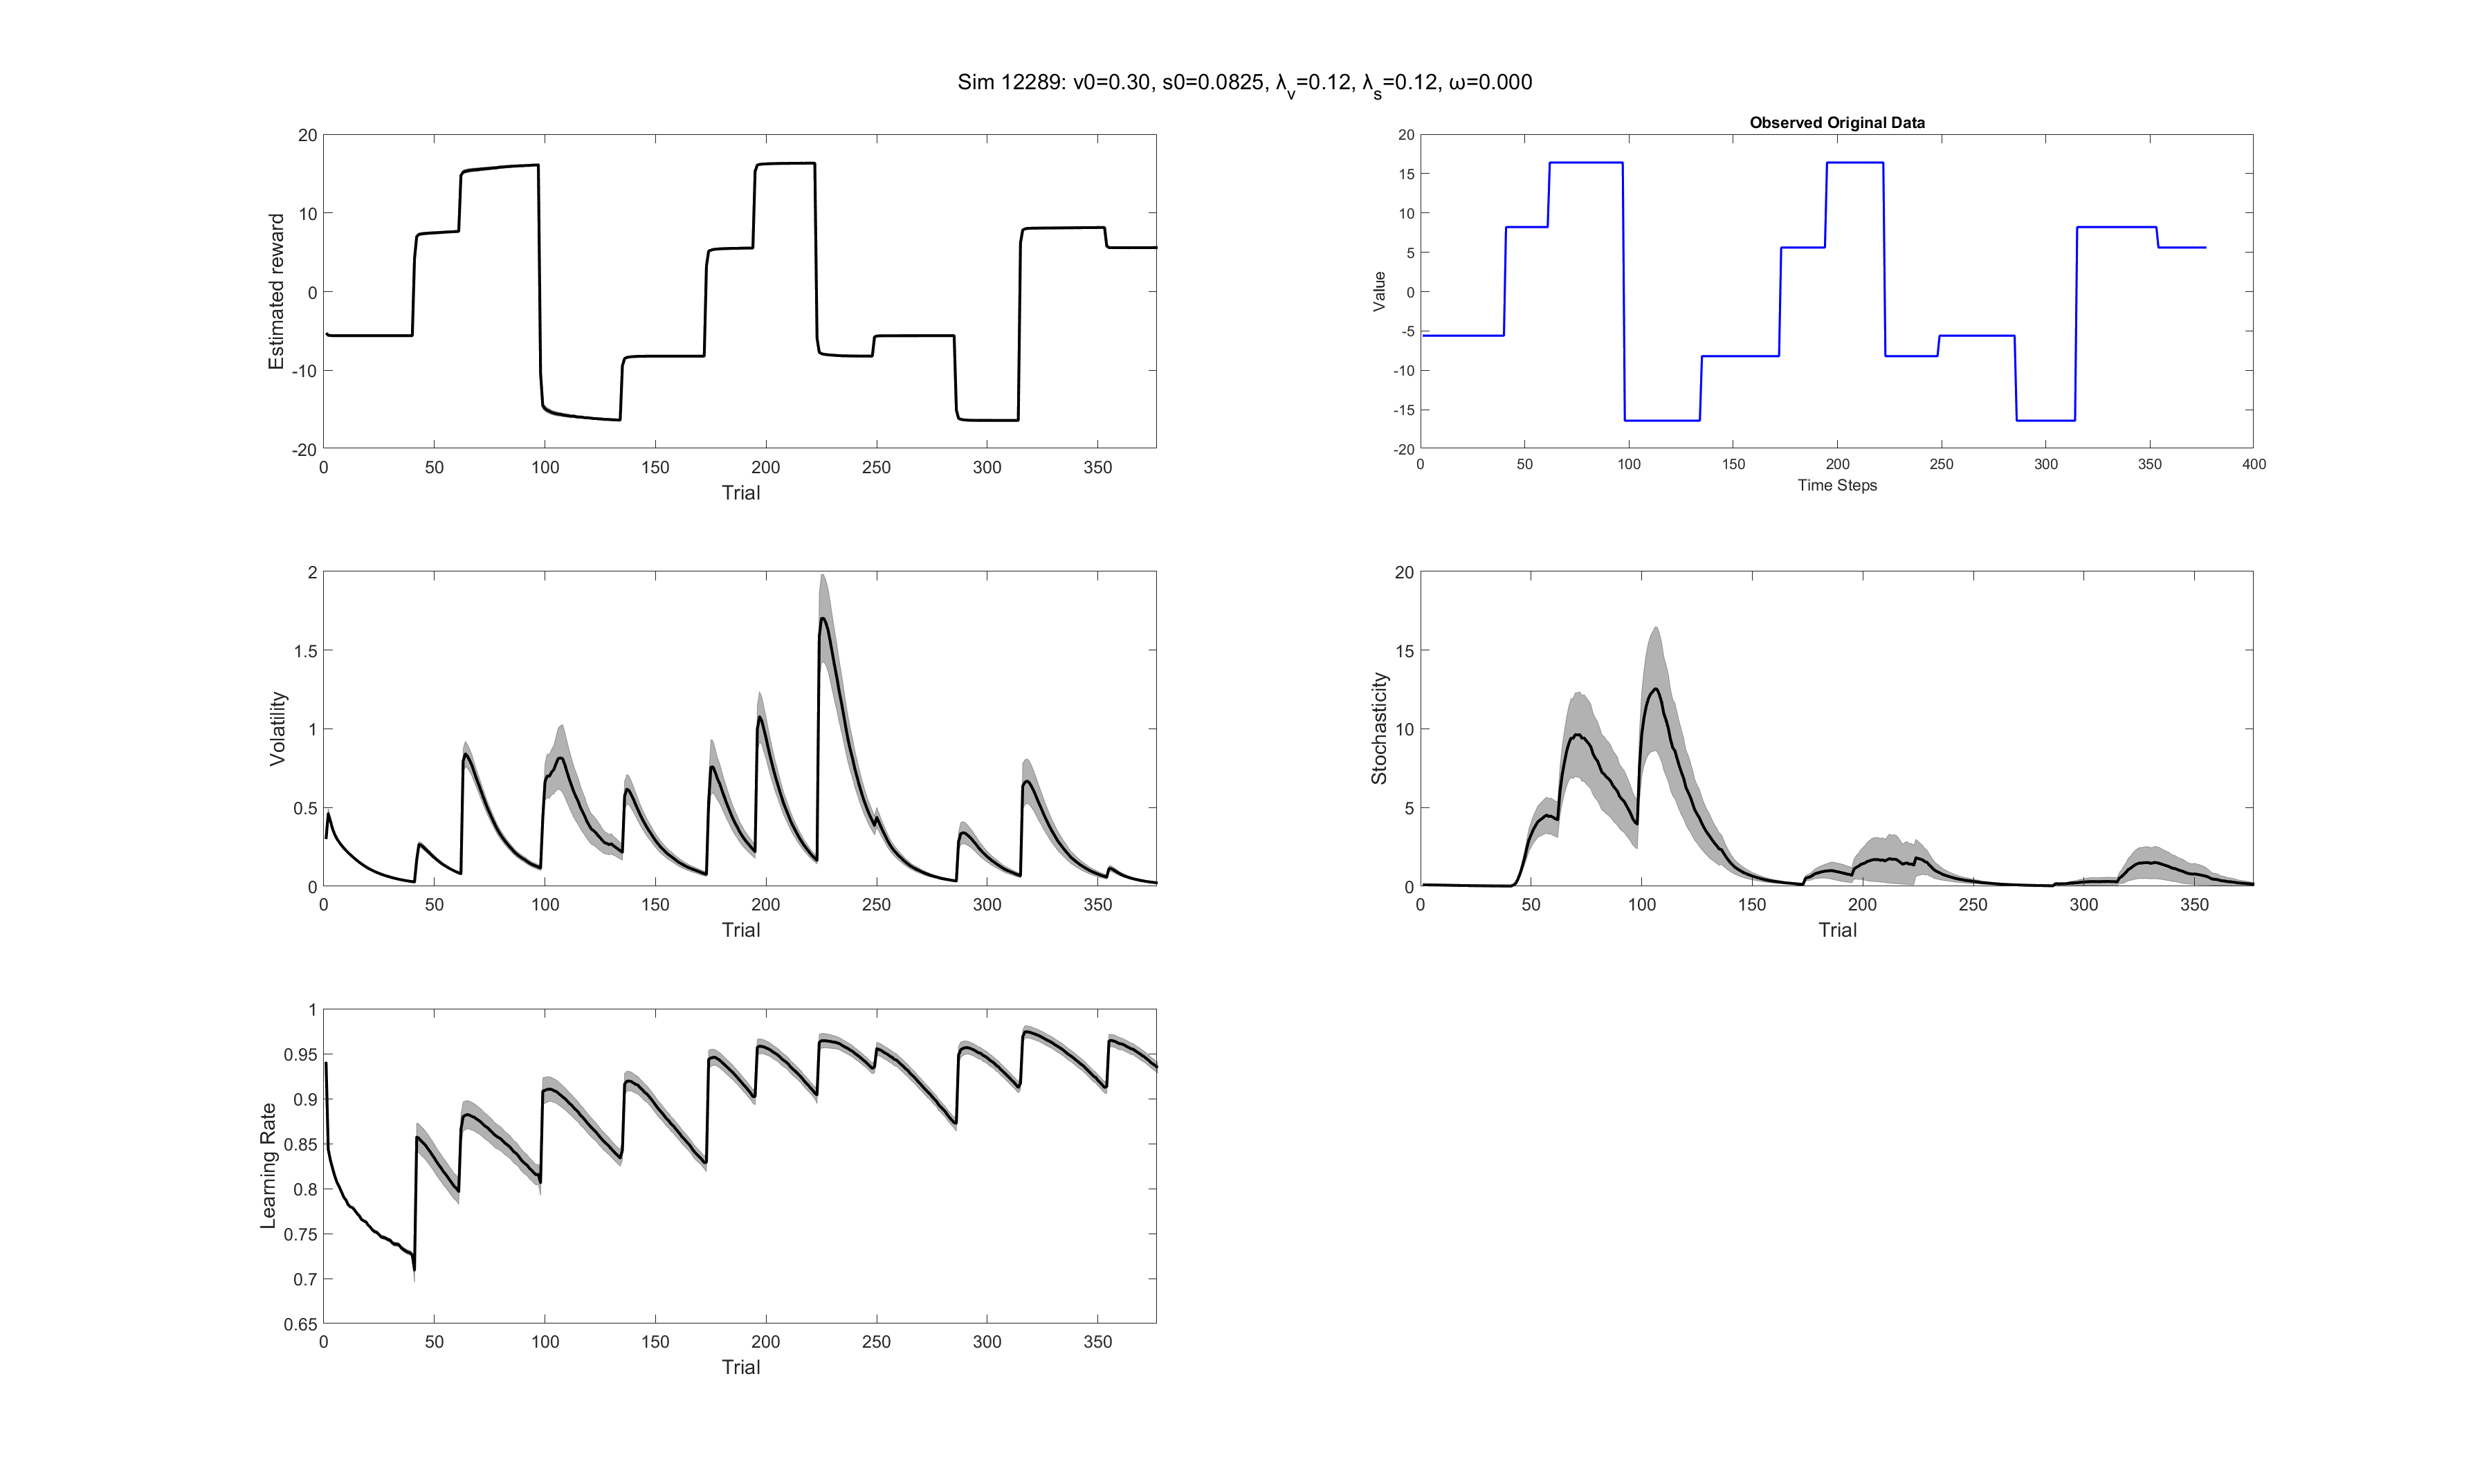 Sim 12289: v0=0.30, s0=0.0825, λv=0.12, λs=0.12, ω=0.000
20
10
0
-10
-20
Estimated reward
0 50 100 150 200 250 300 350
Trial
Observed Original Data
20
15
10
5
0
-5
-10
-15
-20
Value
0 50 100 150 200 250 300 350 400
Time Steps
2
1.5
1
0.5
0
Volatility
0 50 100 150 200 250 300 350
Trial
20
15
10
5
0
Stochasticity
0 50 100 150 200 250 300 350
Trial
1
0.95
0.9
0.85
0.8
0.75
0.7
0.65
Learning Rate
0 50 100 150 200 250 300 350
Trial